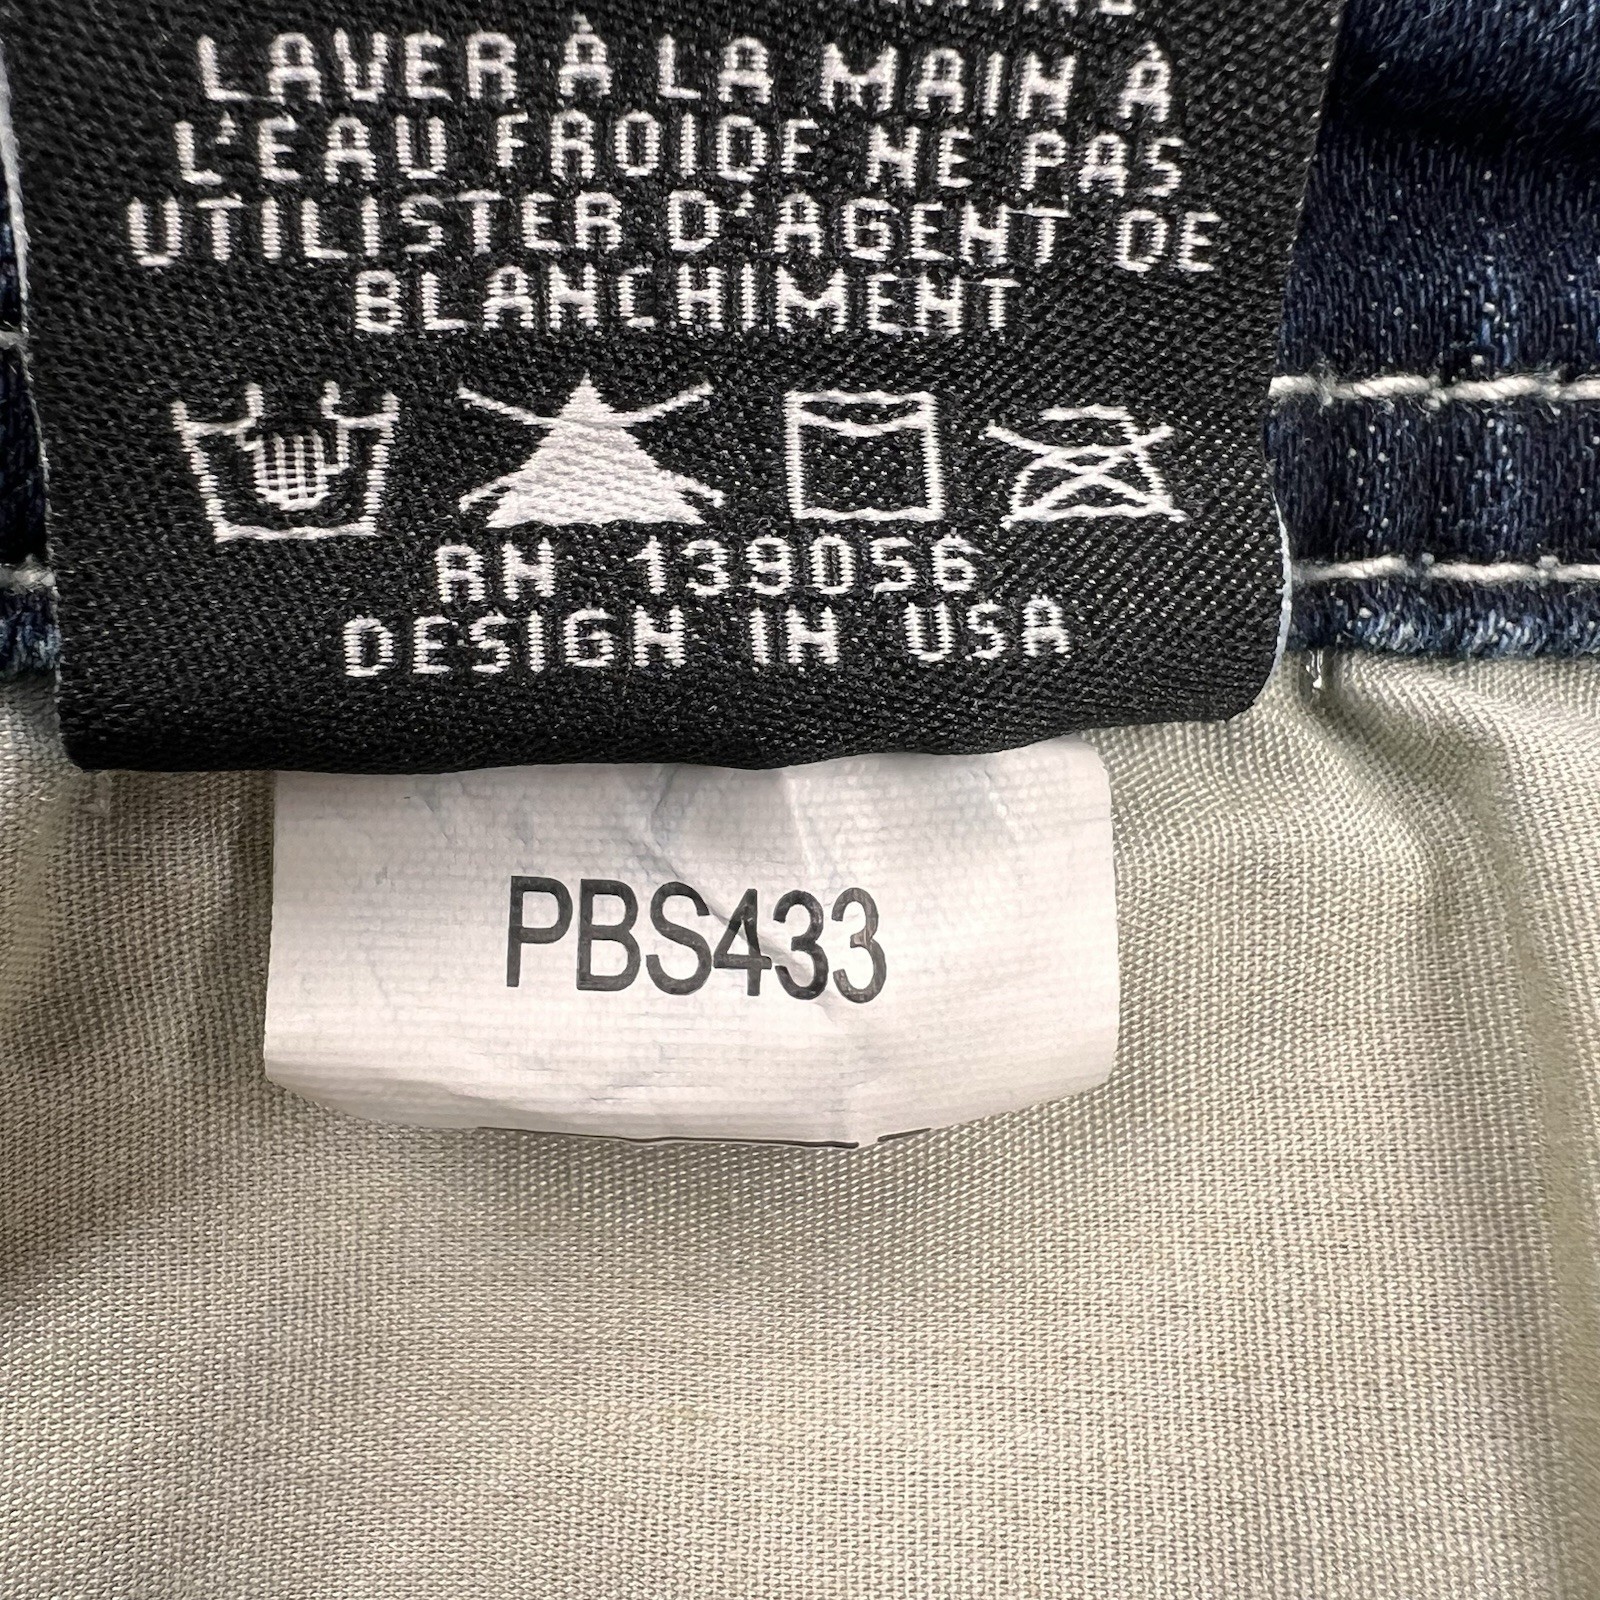 LAVER À LA MAIN À
L'EAU FROIDE NE PAS
UTILISTER D'AGENT DE
BLANCHIMENT
RN 139056
DESIGN IN USA
PBS433